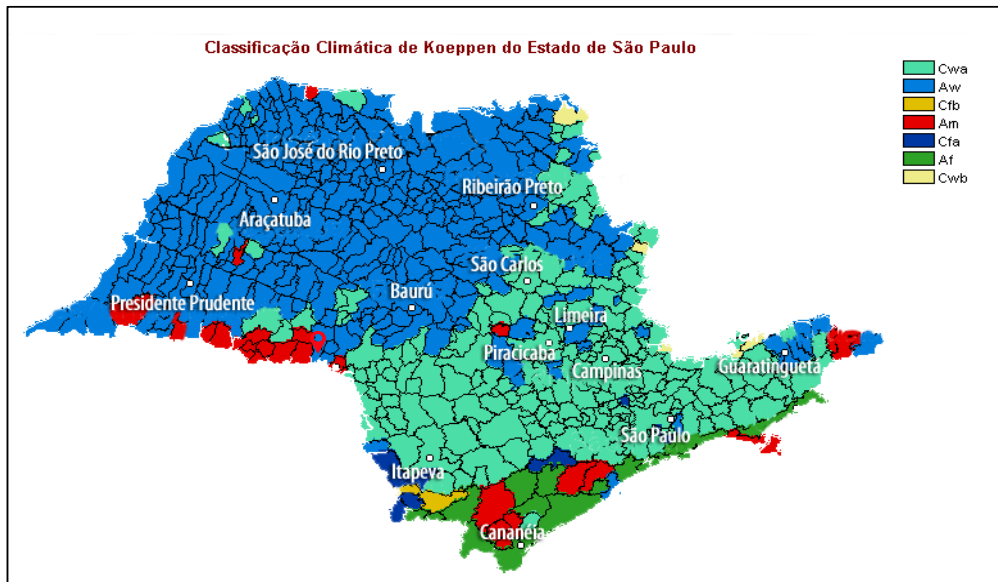 Classificação Climática de Koeppen do Estado de São Paulo
Cwa
Aw
Cfb
Am
Cfa
Af
Cwb
São José do Rio Preto
Ribeirão Preto
Araçatuba
São Carlos
Presidente Prudente
Baurú
Limeira
Piracicaba
Campinas
Guaratinguetá
São Paulo
Itapeva
Cananéia